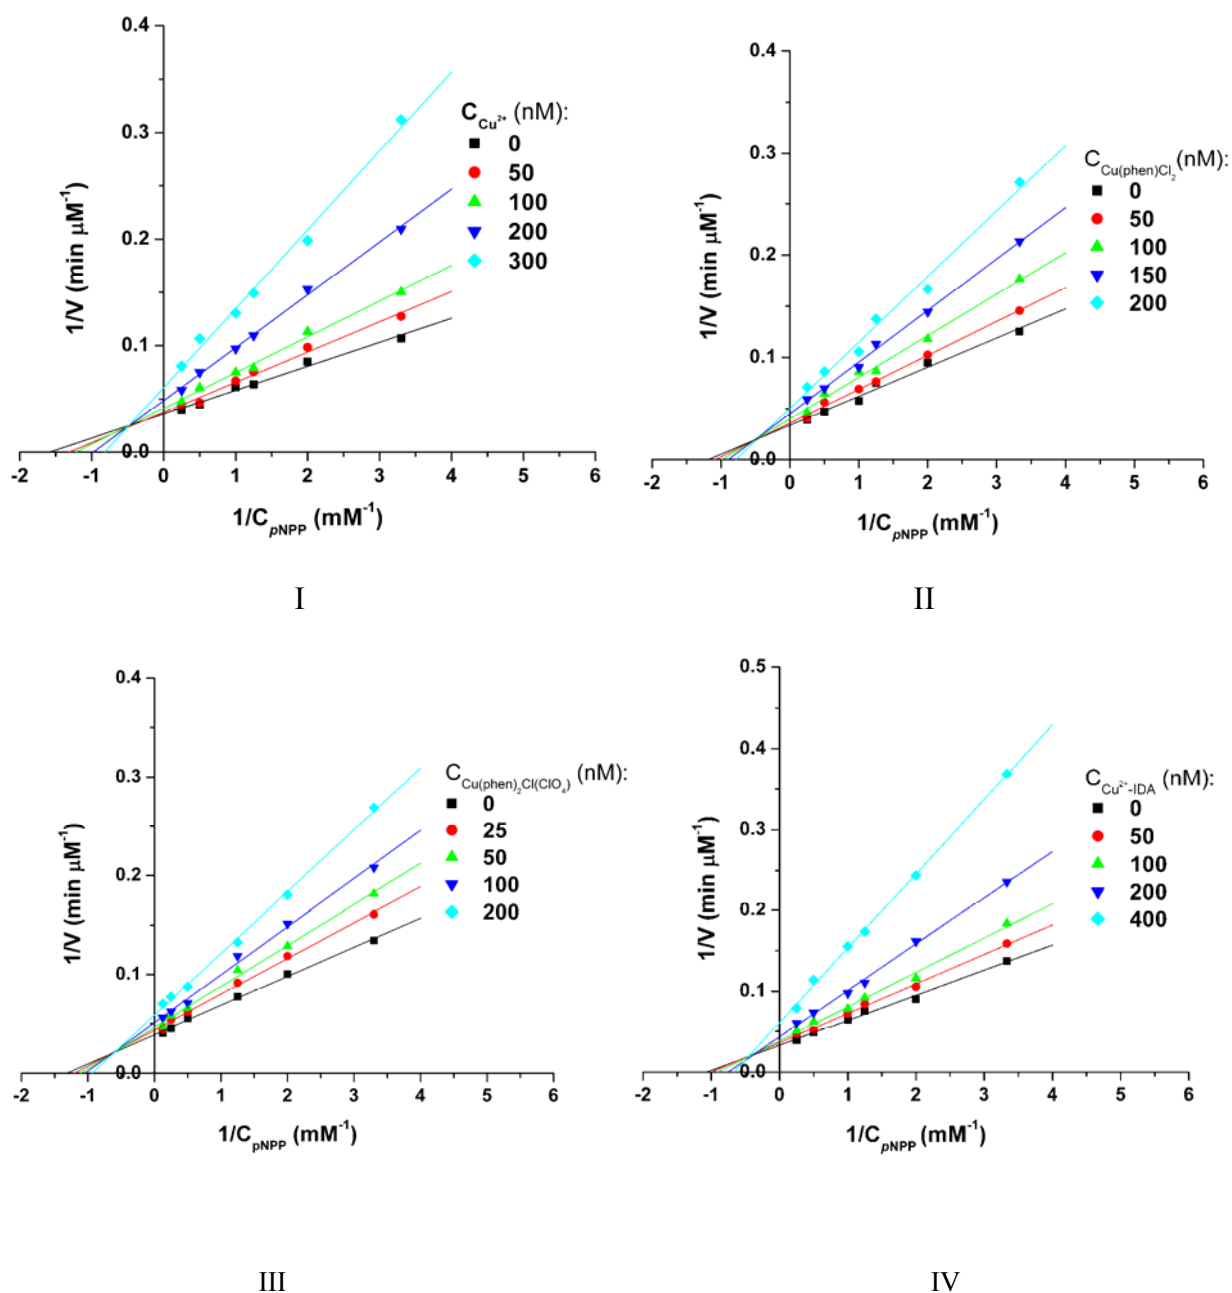 0.4
0.3
0.2
0.1
0.0
1/V (min μM⁻¹)
-2 -1 0 1 2 3 4 5 6
1/C_pNPP (mM⁻¹)
C_Cu²⁺ (nM):
0
50
100
200
300
I
0.4
0.3
0.2
0.1
0.0
1/V (min μM⁻¹)
-2 -1 0 1 2 3 4 5 6
1/C_pNPP (mM⁻¹)
C_Cu(phen)Cl₂ (nM):
0
50
100
150
200
II
0.4
0.3
0.2
0.1
0.0
1/V (min μM⁻¹)
-2 -1 0 1 2 3 4 5 6
1/C_pNPP (mM⁻¹)
C_Cu(phen)₂Cl(ClO₄) (nM):
0
25
50
100
200
III
0.5
0.4
0.3
0.2
0.1
0.0
1/V (min μM⁻¹)
-2 -1 0 1 2 3 4 5 6
1/C_pNPP (mM⁻¹)
C_Cu²⁺-IDA (nM):
0
50
100
200
400
IV